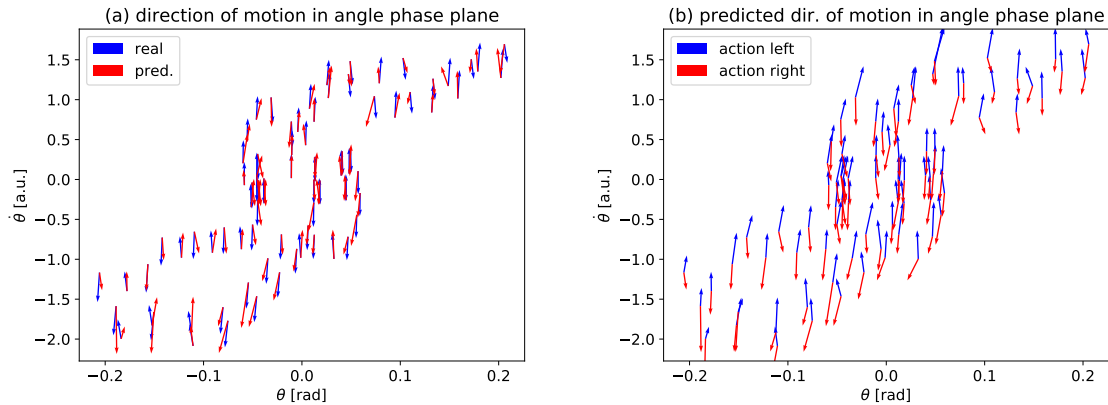 (a) direction of motion in angle phase plane
real
pred.
1.5
1.0
0.5
0.0
−0.5
−1.0
−1.5
−2.0
θ̇ [a.u.]
−0.2
−0.1
0.0
0.1
0.2
θ [rad]
(b) predicted dir. of motion in angle phase plane
action left
action right
1.5
1.0
0.5
0.0
−0.5
−1.0
−1.5
−2.0
θ̇ [a.u.]
−0.2
−0.1
0.0
0.1
0.2
θ [rad]